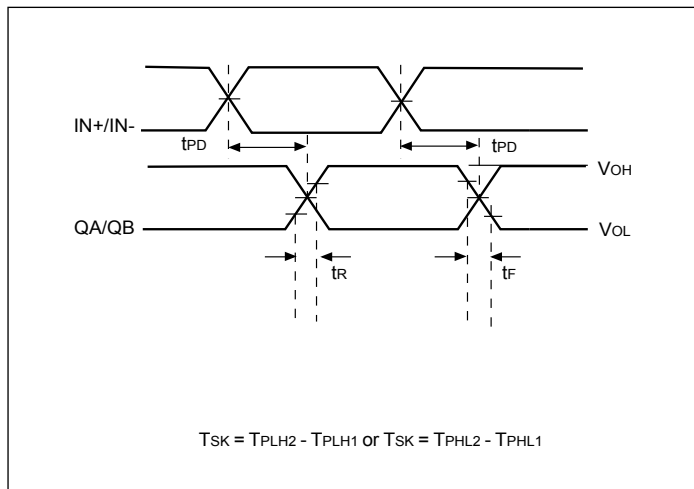 IN+/IN-
tPD
tPD
VOH
QA/QB
VOL
tR
tF
TSK = TPLH2 - TPLH1 or TSK = TPHL2 - TPHL1